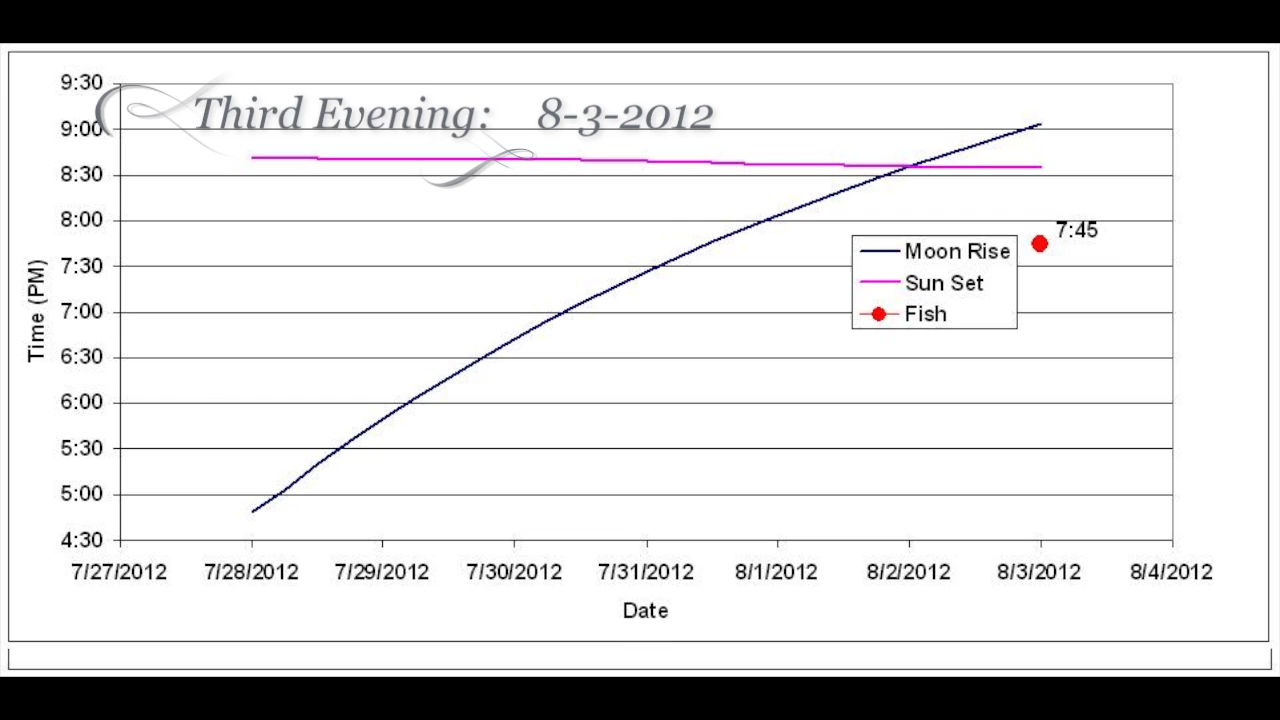 9:30
Third Evening: 8-3-2012
9:00
8:30
8:00
7:45
7:30
7:00
6:30
6:00
5:30
5:00
4:30
Time (PM)
Moon Rise
Sun Set
Fish
7/27/2012 7/28/2012 7/29/2012 7/30/2012 7/31/2012 8/1/2012 8/2/2012 8/3/2012 8/4/2012
Date